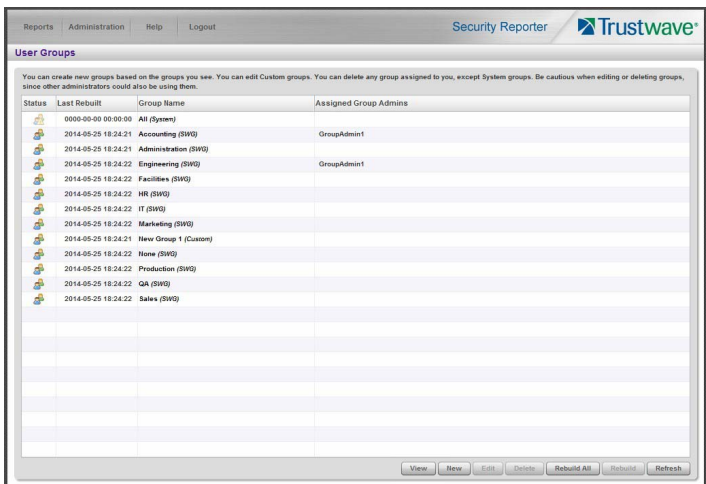 Reports Administration Help Logout Security Reporter Trustwave®
User Groups
You can create new groups based on the groups you see. You can edit Custom groups. You can delete any group assigned to you, except System groups. Be cautious when editing or deleting groups,
since other administrators could also be using them.
Status Last Rebuilt Group Name Assigned Group Admins
0000-00-00 00:00:00 All (System)
2014-05-25 18:24:21 Accounting (SWG) GroupAdmin1
2014-05-25 18:24:21 Administration (SWG)
2014-05-25 18:24:22 Engineering (SWG) GroupAdmin1
2014-05-25 18:24:22 Facilities (SWG)
2014-05-25 18:24:22 HR (SWG)
2014-05-25 18:24:22 IT (SWG)
2014-05-25 18:24:22 Marketing (SWG)
2014-05-25 18:24:21 New Group 1 (Custom)
2014-05-25 18:24:22 None (SWG)
2014-05-25 18:24:22 Production (SWG)
2014-05-25 18:24:22 QA (SWG)
2014-05-25 18:24:22 Sales (SWG)
View New Edit Delete Rebuild All Rebuild Refresh